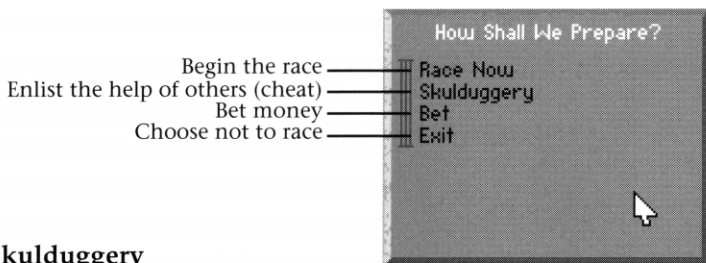 How Shall We Prepare?
Begin the race Race Now
Enlist the help of others (cheat) Skulduggery
Bet money Bet
Choose not to race Exit
kulduggery